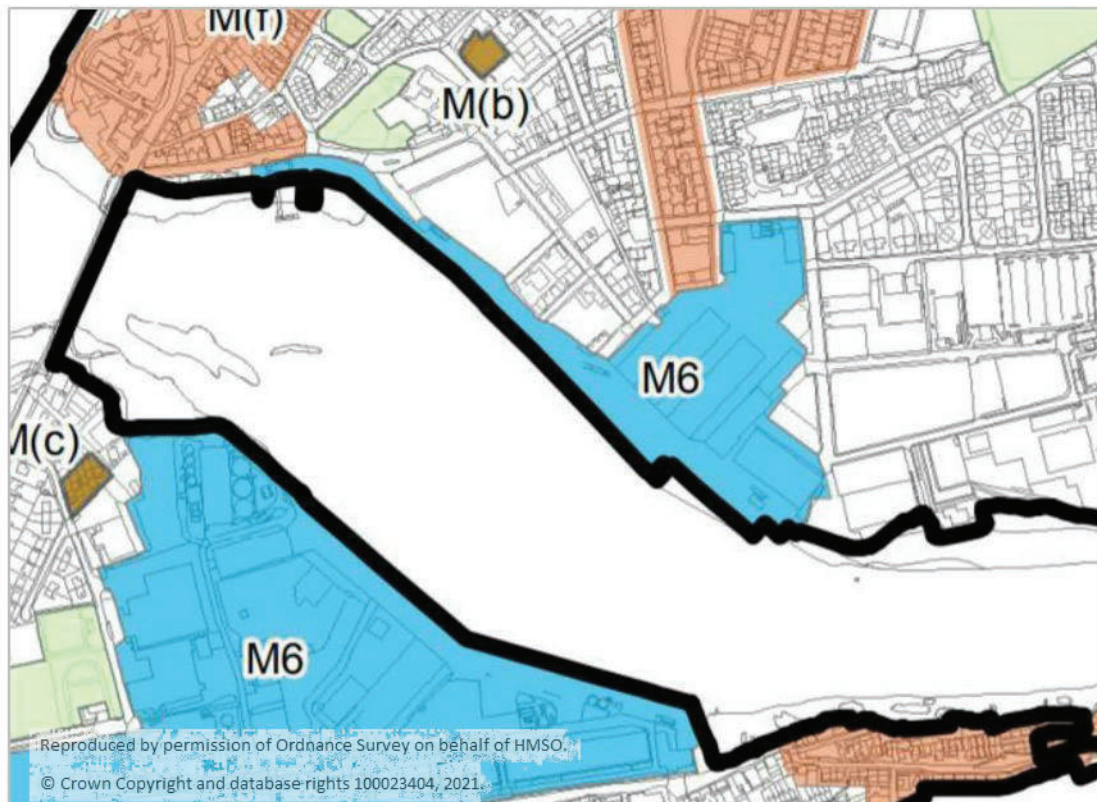 M(f)
M(b)
M6
M(c)
M6
Reproduced by permission of Ordnance Survey on behalf of HMSO.
© Crown Copyright and database rights 100023404, 2021.